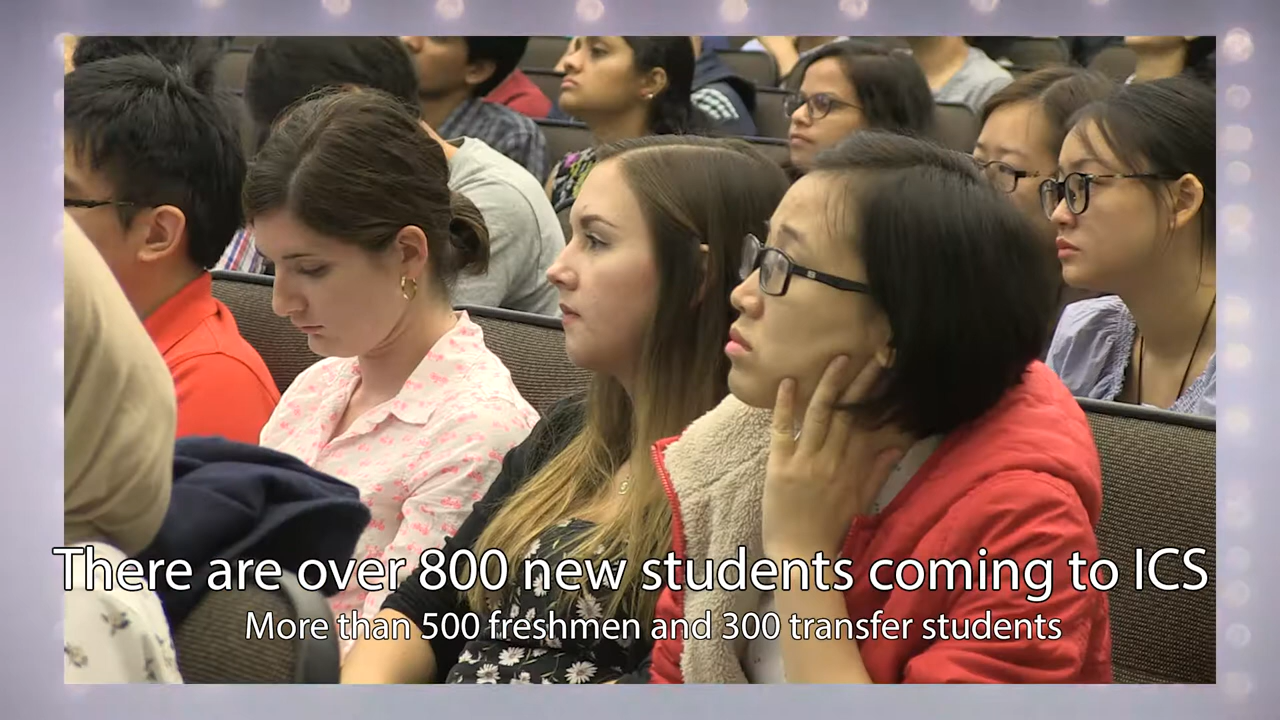 There are over 800 new students coming to ICS
More than 500 freshmen and 300 transfer students